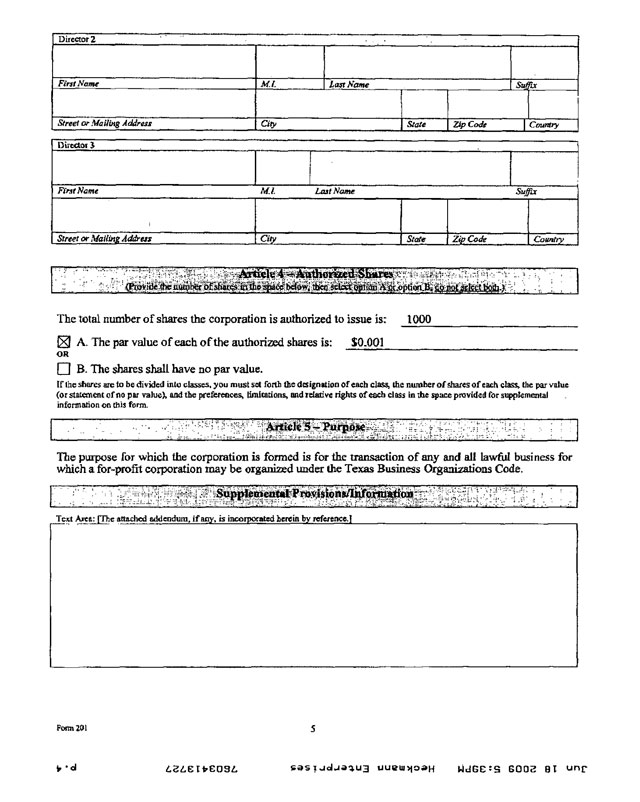 Director 2
First Name M.I. Last Name Suffix
Street or Mailing Address City State Zip Code Country
Director 3
First Name M.I. Last Name Suffix
Street or Mailing Address City State Zip Code Country
Article 4 – Authorized Shares
(Provide the number of shares in the space below, then select option A or option B, do not select both.)
The total number of shares the corporation is authorized to issue is: 1000
☒ A. The par value of each of the authorized shares is: $0.001
OR
☐ B. The shares shall have no par value.
If the shares are to be divided into classes, you must set forth the designation of each class, the number of shares of each class, the par value
(or statement of no par value), and the preferences, limitations, and relative rights of each class in the space provided for supplemental
information on this form.
Article 5 – Purpose
The purpose for which the corporation is formed is for the transaction of any and all lawful business for
which a for-profit corporation may be organized under the Texas Business Organizations Code.
Supplemental Provisions/Information
Text Area: [The attached addendum, if any, is incorporated herein by reference.]
Form 201 5
Jun 18 2009 5:39PM Heckmann Enterprises 7603413727 p.4